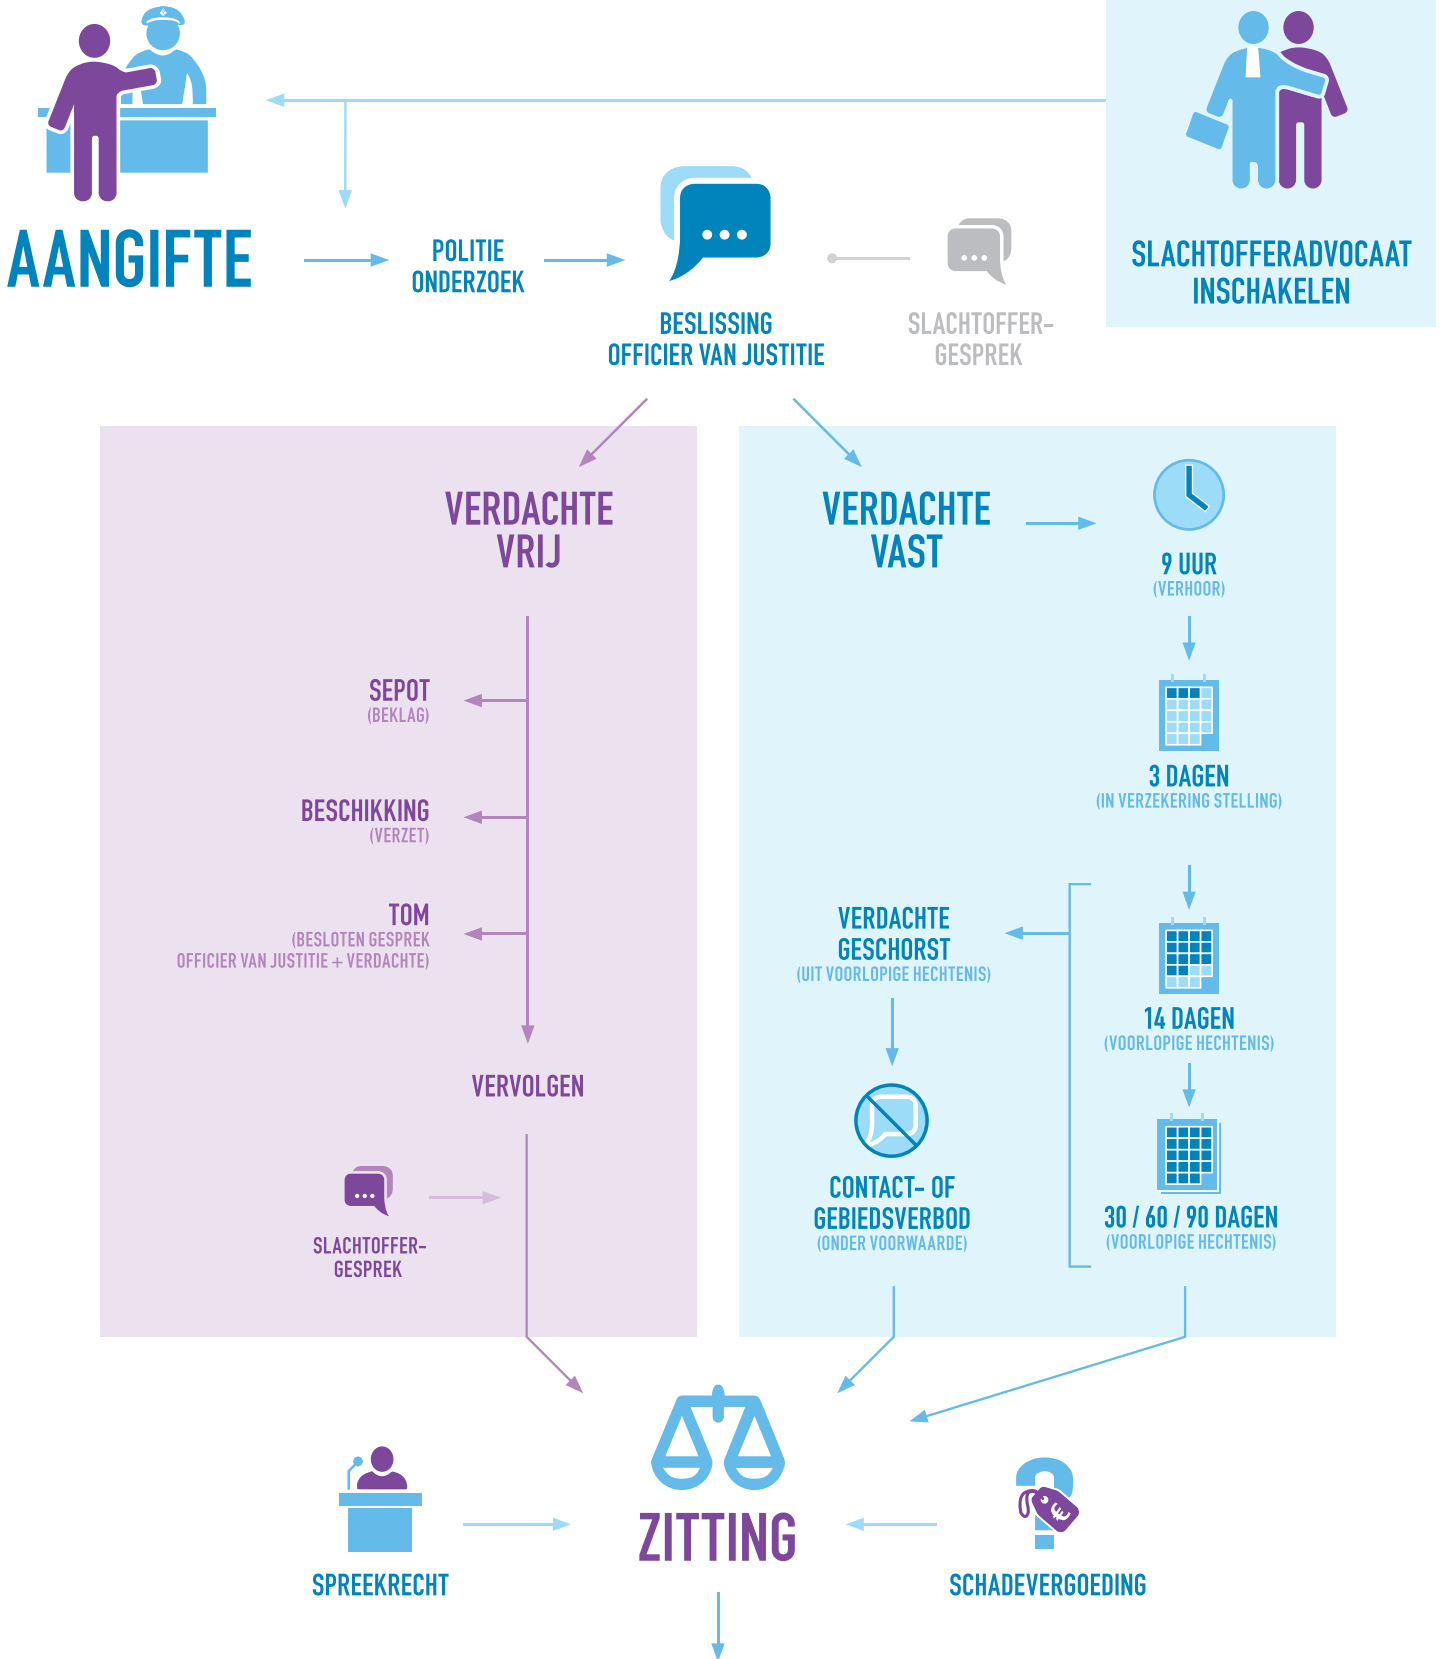 AANGIFTE
POLITIE
ONDERZOEK
BESLISSING
OFFICIER VAN JUSTITIE
SLACHTOFFER-
GESPREK
SLACHTOFFERADVOCAAT
INSCHAKELEN
VERDACHTE
VRIJ
SEPOT
(BEKLAG)
BESCHIKKING
(VERZET)
TOM
(BESLOTEN GESPREK
OFFICIER VAN JUSTITIE + VERDACHTE)
VERVOLGEN
SLACHTOFFER-
GESPREK
VERDACHTE
VAST
9 UUR
(VERHOOR)
3 DAGEN
(IN VERZEKERING STELLING)
VERDACHTE
GESCHORST
(UIT VOORLOPIGE HECHTENIS)
14 DAGEN
(VOORLOPIGE HECHTENIS)
CONTACT- OF
GEBIEDSVERBOD
(ONDER VOORWAARDE)
30 / 60 / 90 DAGEN
(VOORLOPIGE HECHTENIS)
SPREEKRECHT
ZITTING
€
SCHADEVERGOEDING